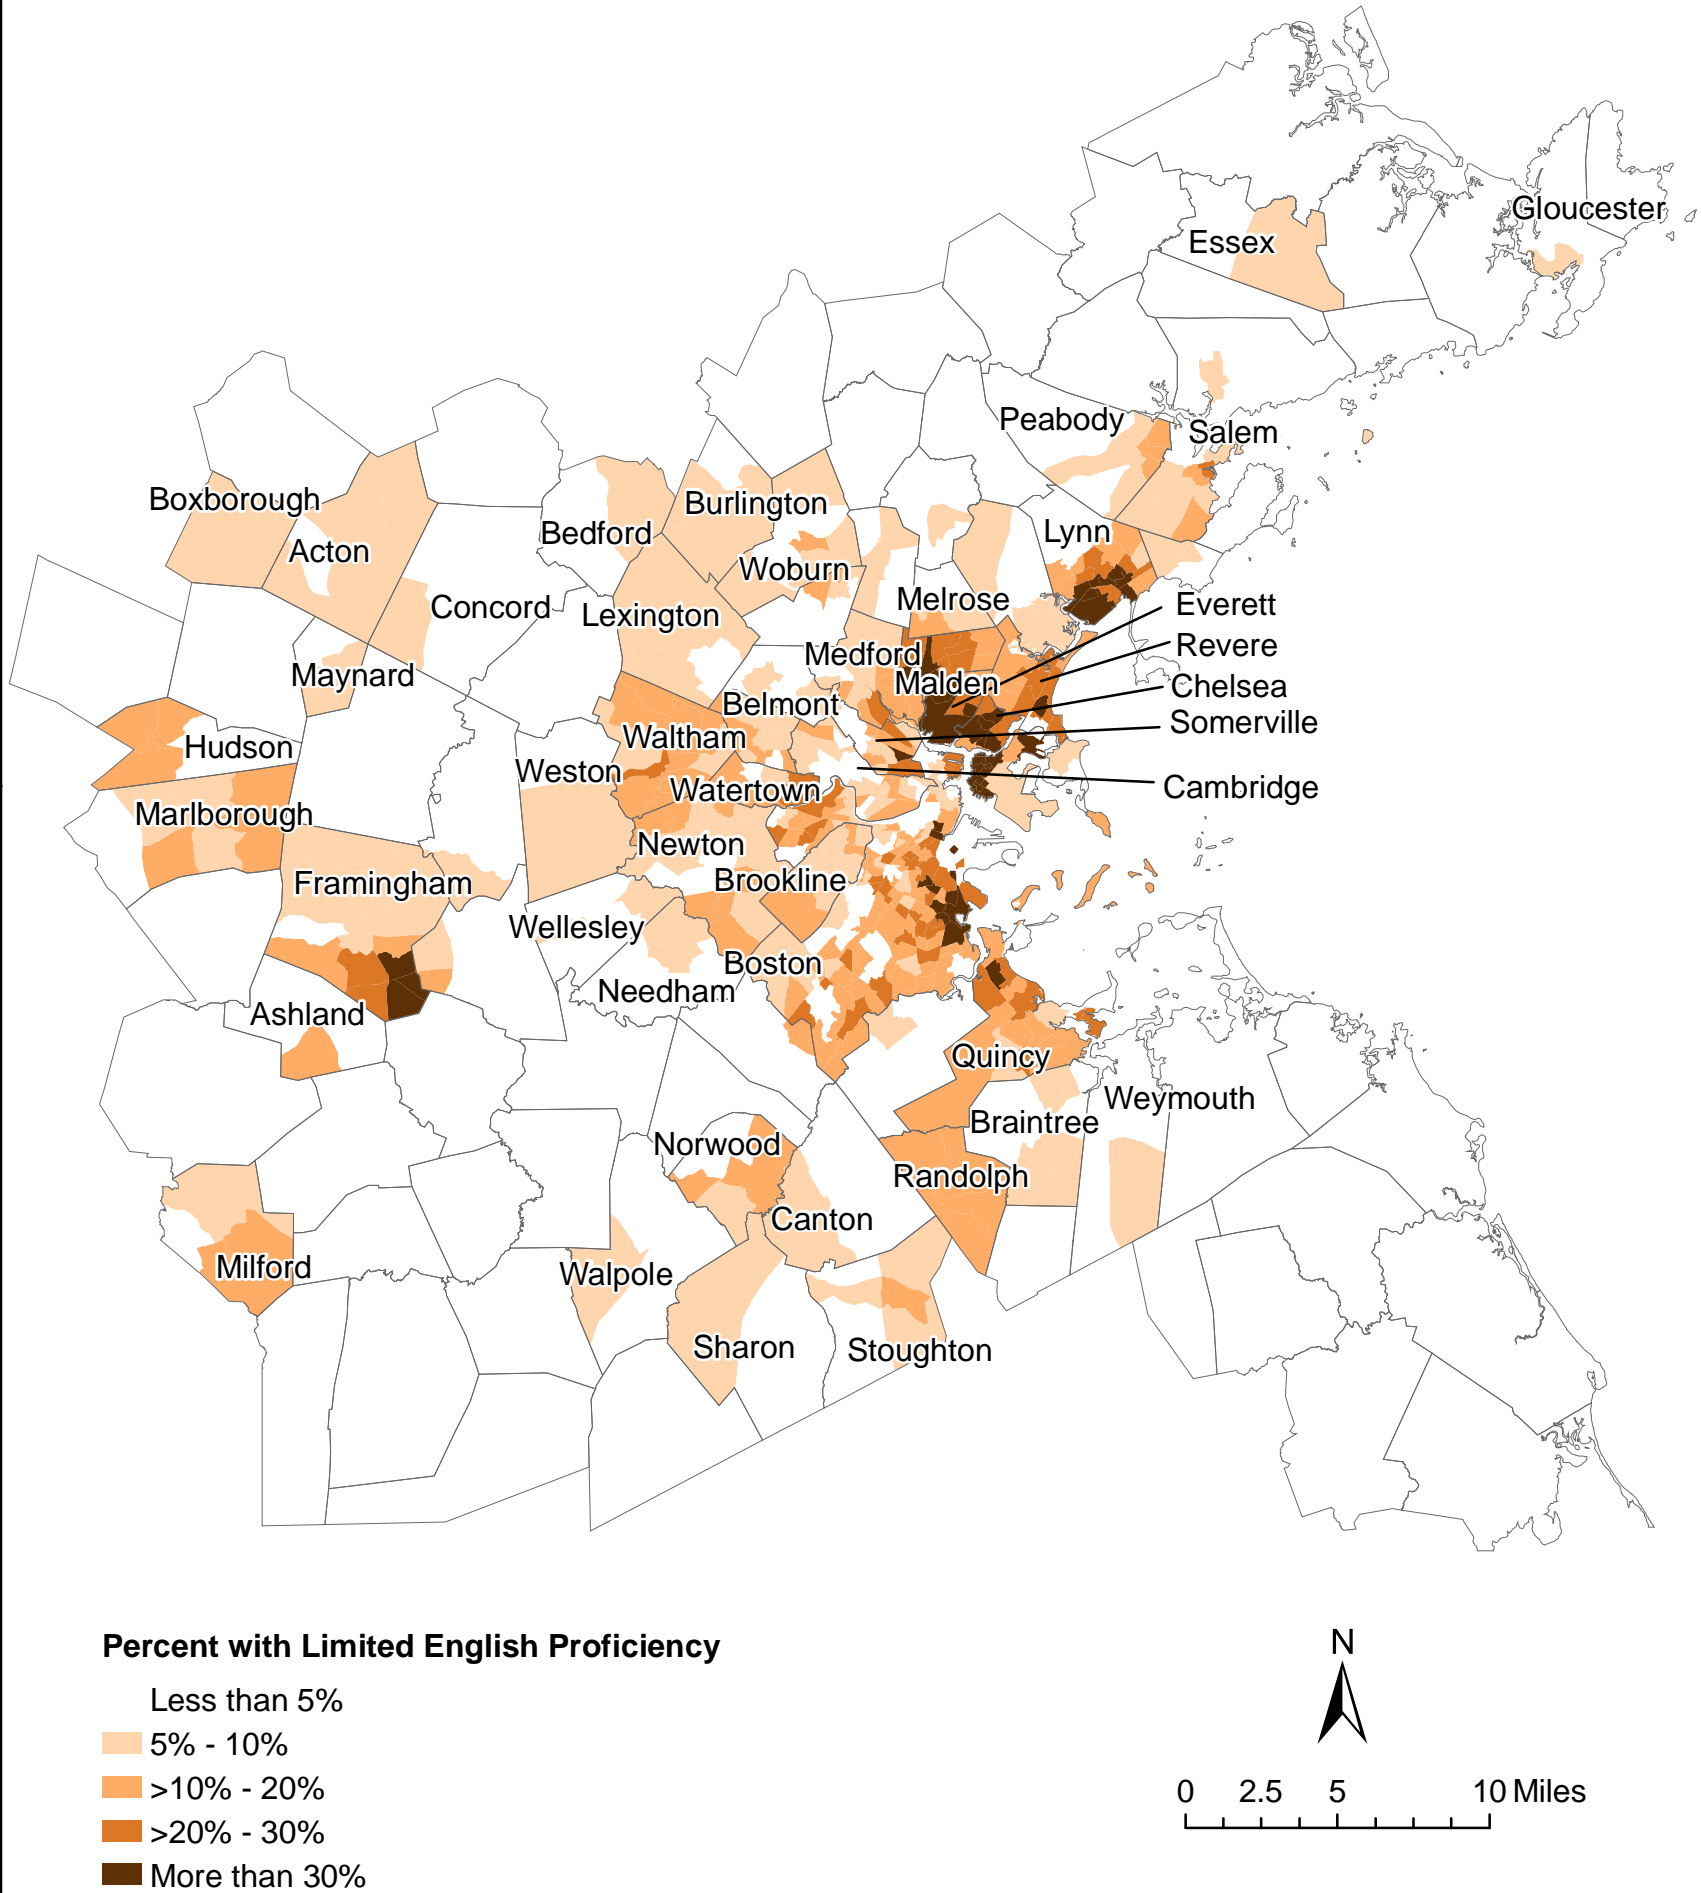 Gloucester
Essex
Peabody
Salem
Boxborough
Burlington
Lynn
Bedford
Acton
Woburn
Melrose
Everett
Concord
Lexington
Revere
Medford
Maynard
Malden
Chelsea
Belmont
Somerville
Hudson
Waltham
Weston
Watertown
Cambridge
Marlborough
Newton
Framingham
Brookline
Wellesley
Boston
Needham
Ashland
Quincy
Weymouth
Braintree
Norwood
Randolph
Canton
Milford
Walpole
Sharon
Stoughton
Percent with Limited English Proficiency
Less than 5%
5% - 10%
>10% - 20%
>20% - 30%
More than 30%
N
0 2.5 5 10 Miles